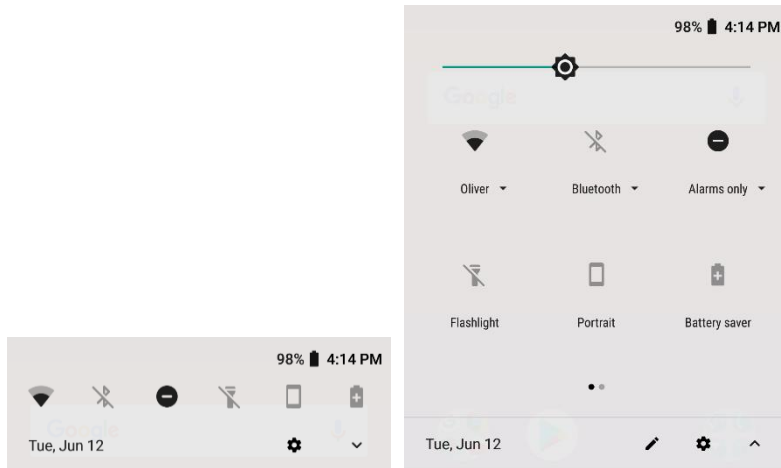 98% 4:14 PM
Google
Tue, Jun 12
98% 4:14 PM
Google
Oliver Bluetooth Alarms only
Flashlight Portrait Battery saver
Tue, Jun 12